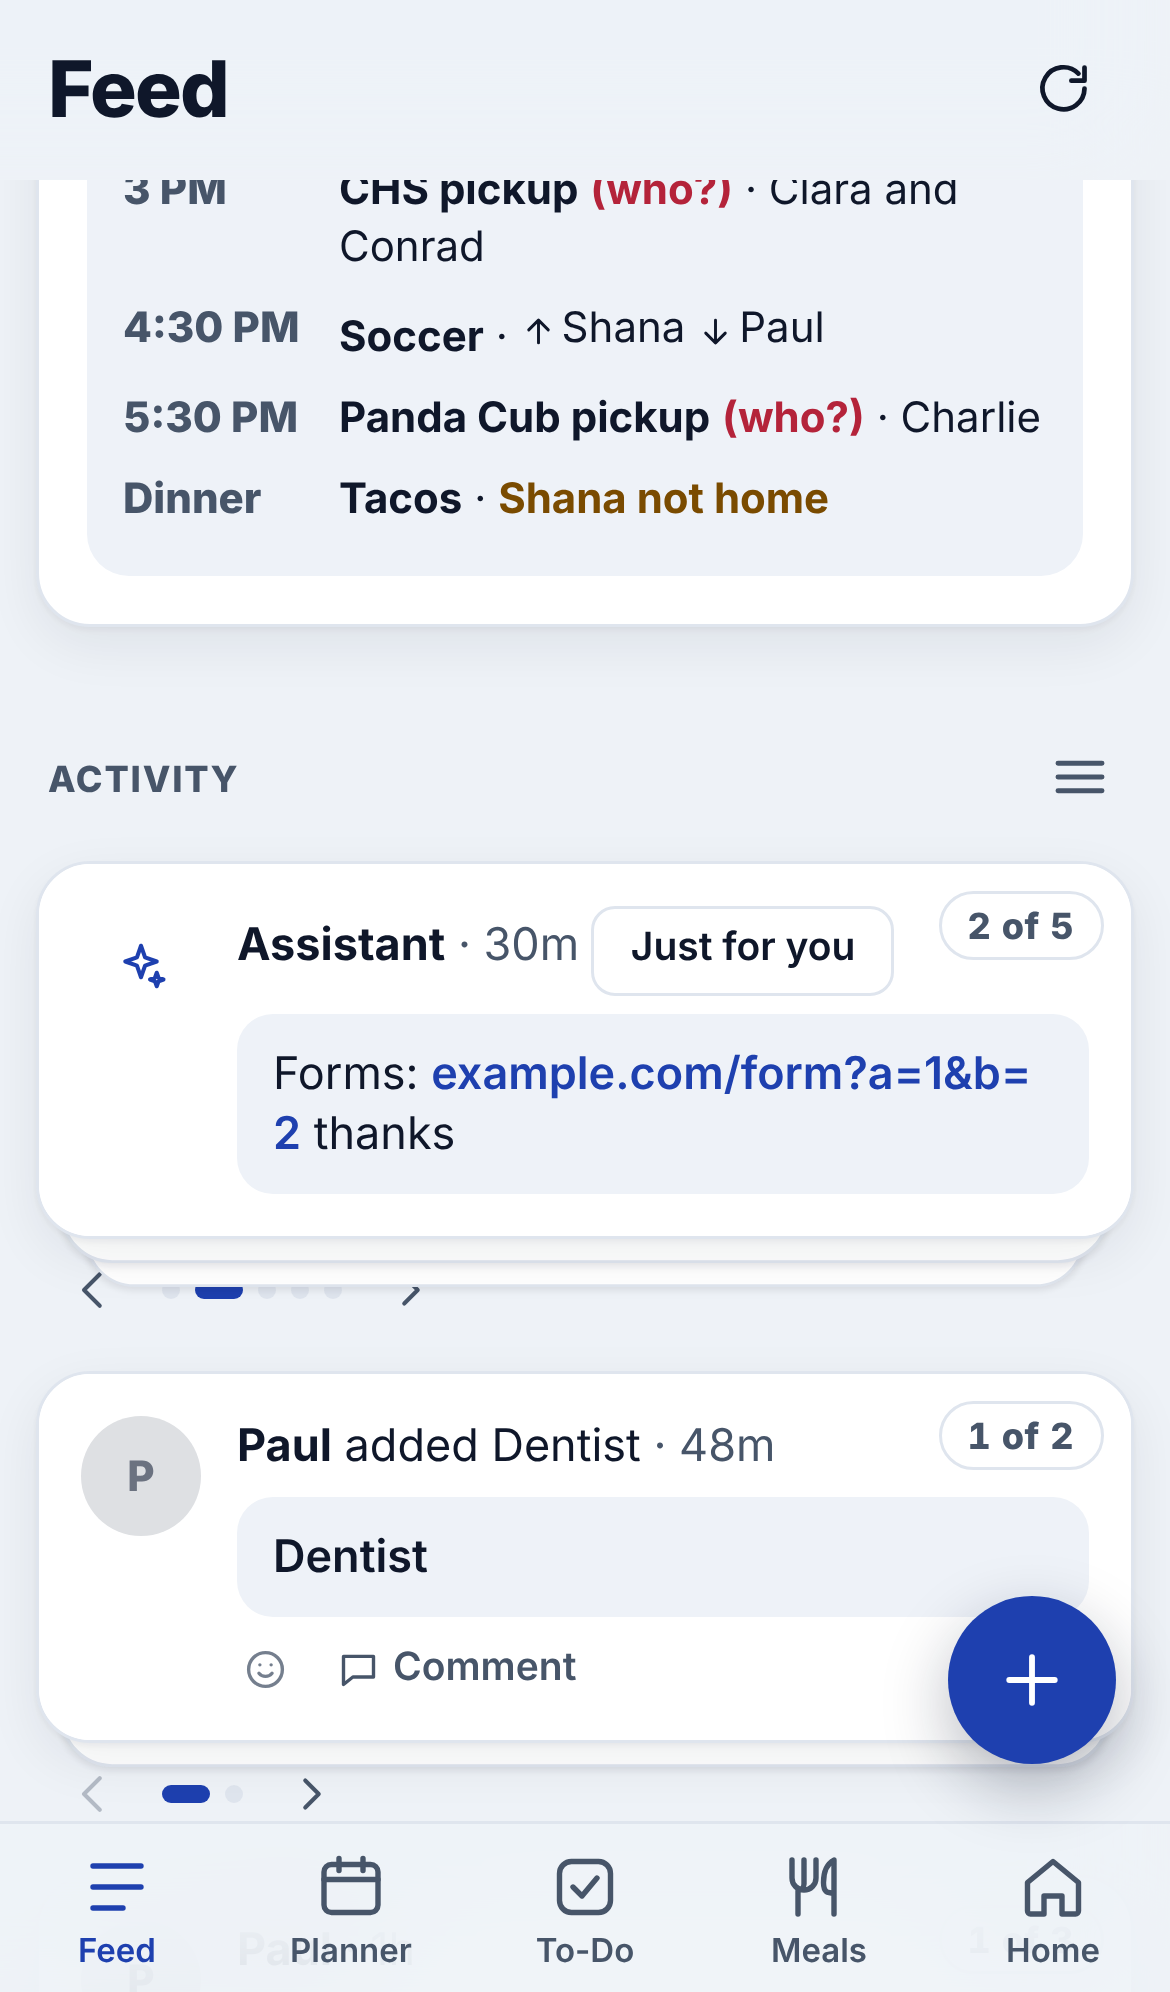 Feed
3 PM CHS pickup (who?) · Clara and
Conrad
4:30 PM Soccer · ↑ Shana ↓ Paul
5:30 PM Panda Cub pickup (who?) · Charlie
Dinner Tacos · Shana not home
ACTIVITY
Assistant · 30m Just for you 2 of 5
Forms: example.com/form?a=1&b=
2 thanks
P Paul added Dentist · 48m 1 of 2
Dentist
Comment
Feed Planner To-Do Meals Home